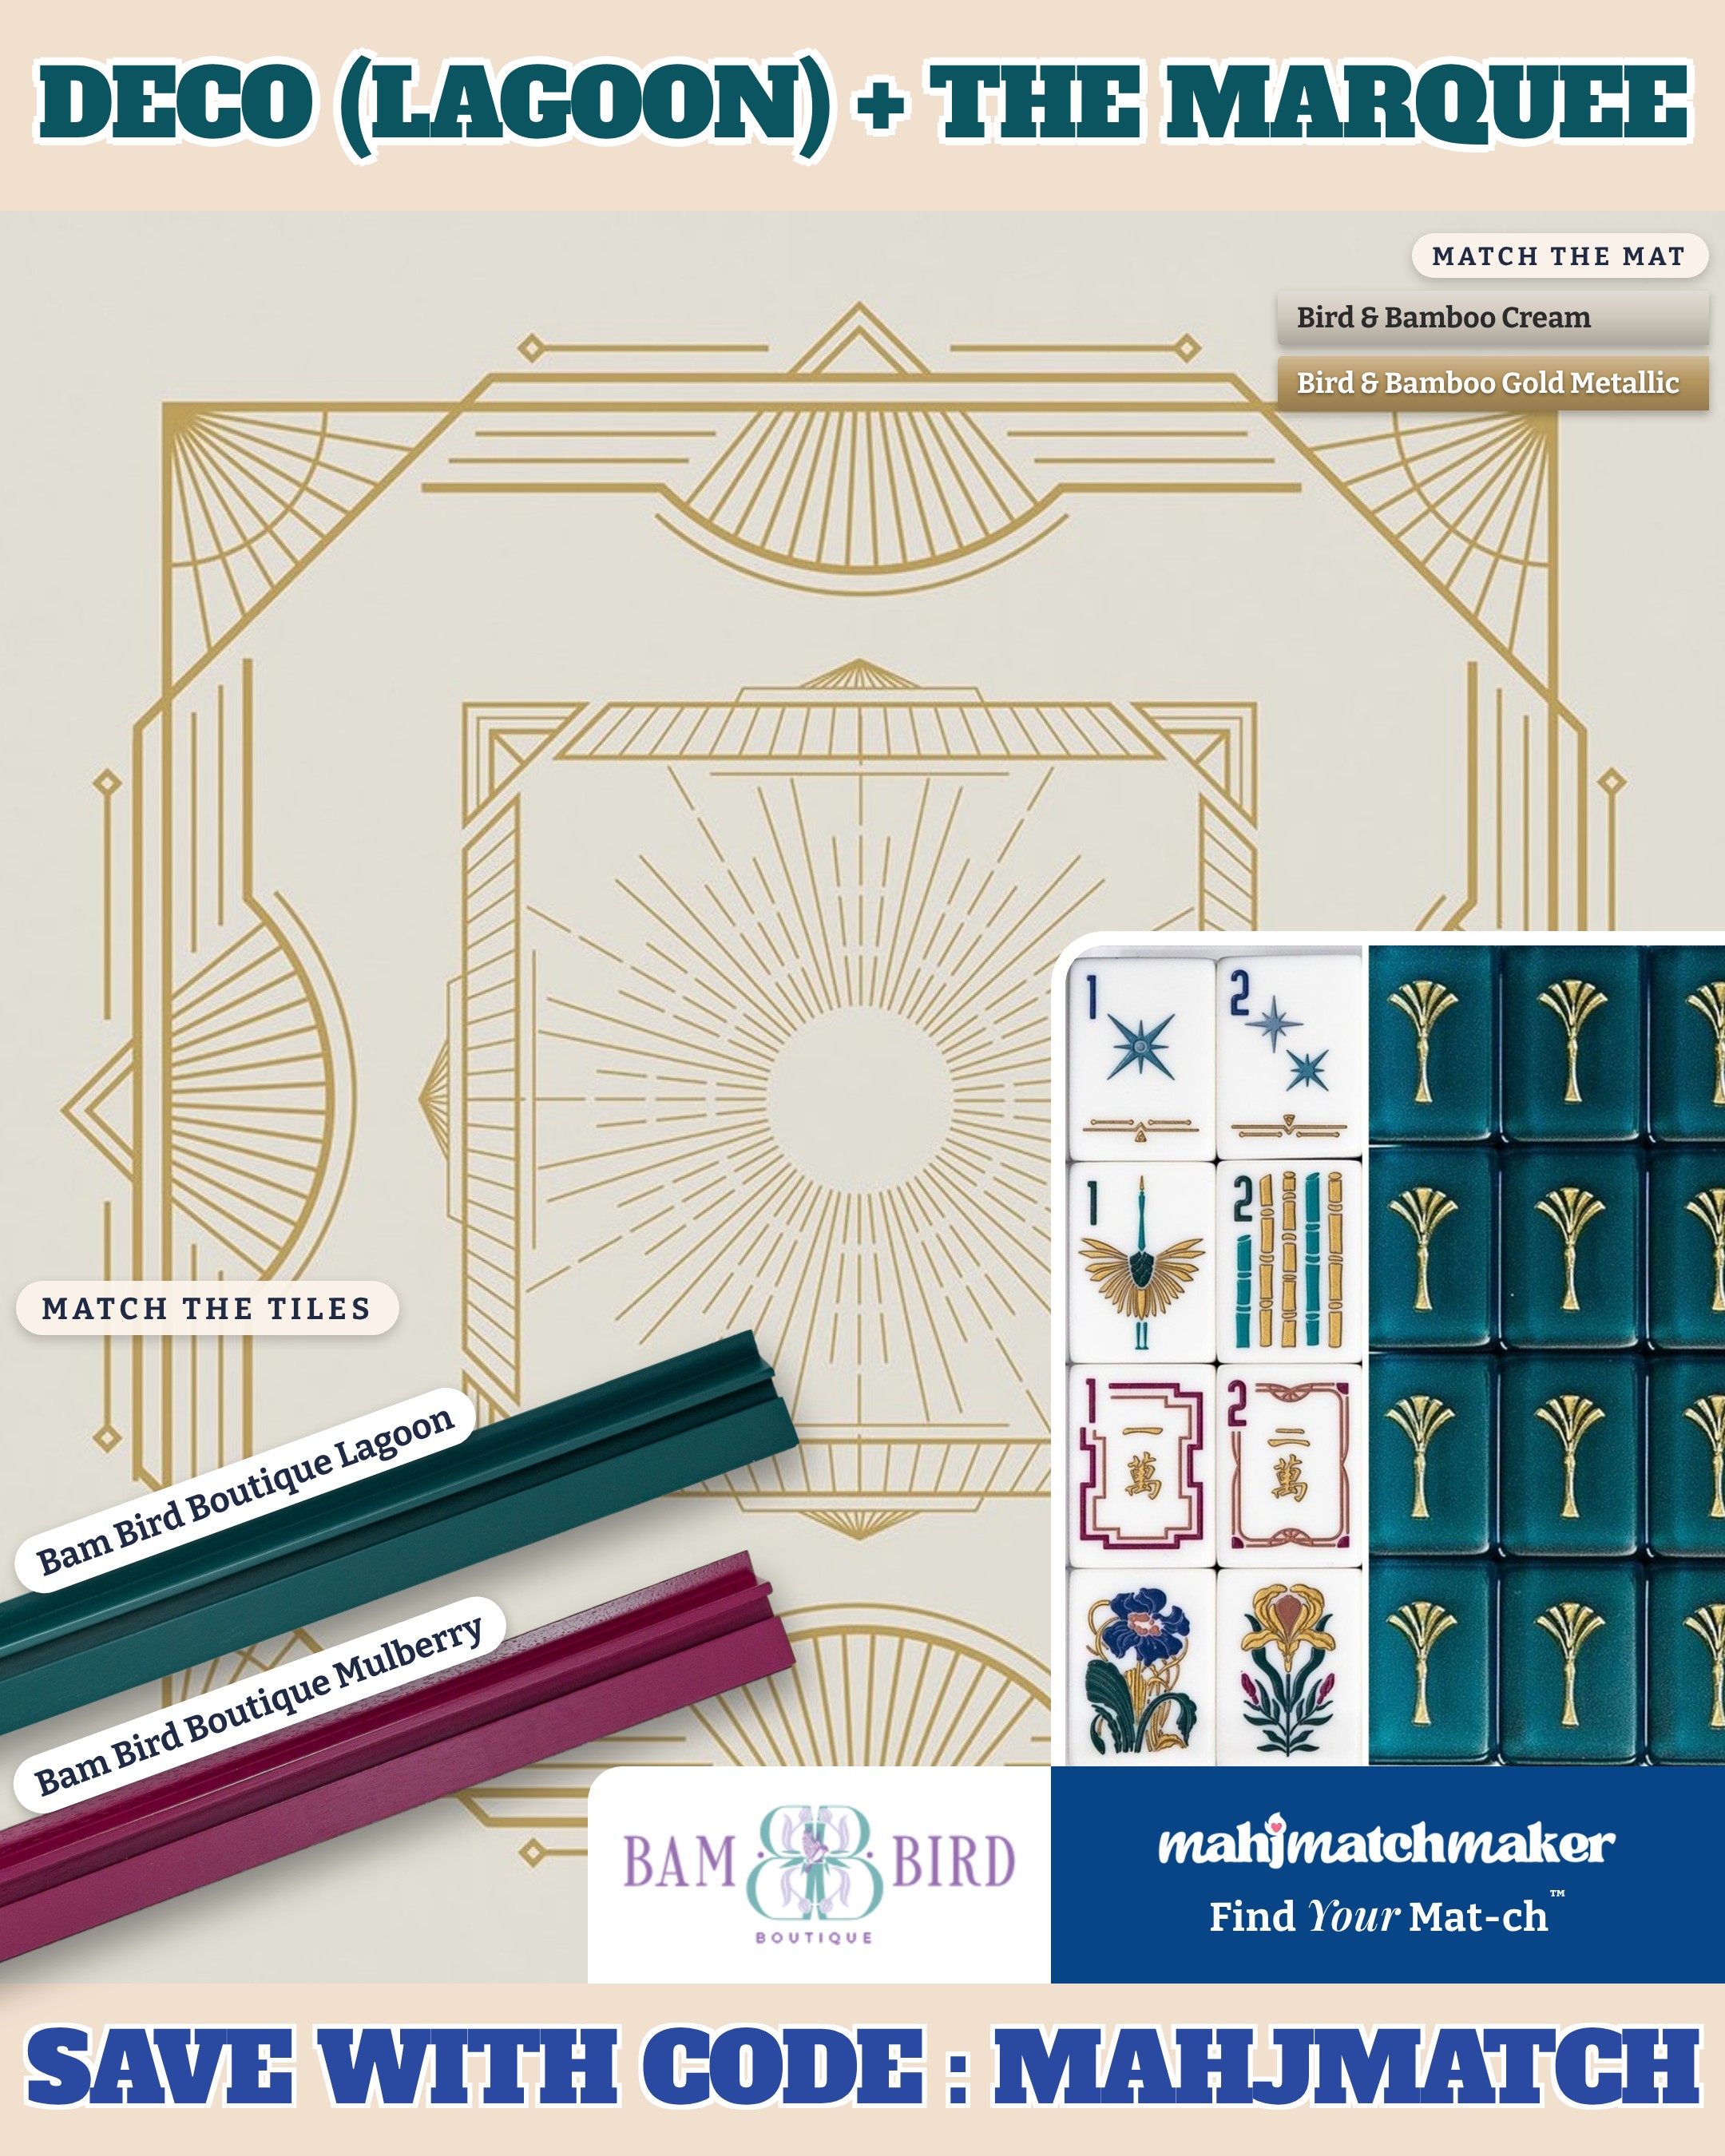 DECO (LAGOON) + THE MARQUEE
MATCH THE MAT
Bird & Bamboo Cream
Bird & Bamboo Gold Metallic
1 2
1 2
1 2
一萬 二萬
MATCH THE TILES
Bam Bird Boutique Lagoon
Bam Bird Boutique Mulberry
BAM BIRD
BOUTIQUE
mahjmatchmaker
Find Your Mat-ch™
SAVE WITH CODE : MAHJMATCH